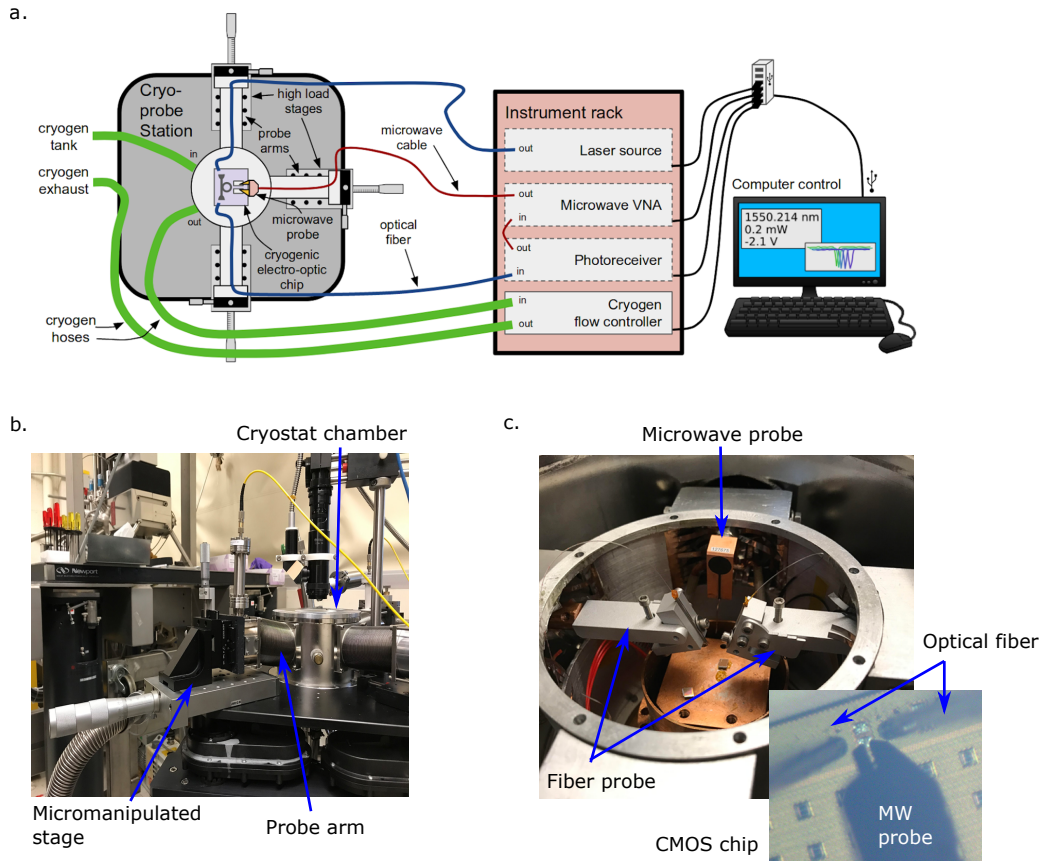 a.
Cryo-
probe
Station
high load
stages
probe
arms
cryogen
tank
cryogen
exhaust
in
out
microwave
probe
cryogenic
electro-optic
chip
cryogen
hoses
microwave
cable
optical
fiber
Instrument rack
out
Laser source
out
Microwave VNA
in
out
Photoreceiver
in
in
Cryogen
out
flow controller
Computer control
1550.214 nm
0.2 mW
-2.1 V
b.
Cryostat chamber
Newport
Micromanipulated
stage
Probe arm
c.
Microwave probe
Optical fiber
Fiber probe
CMOS chip
MW
probe